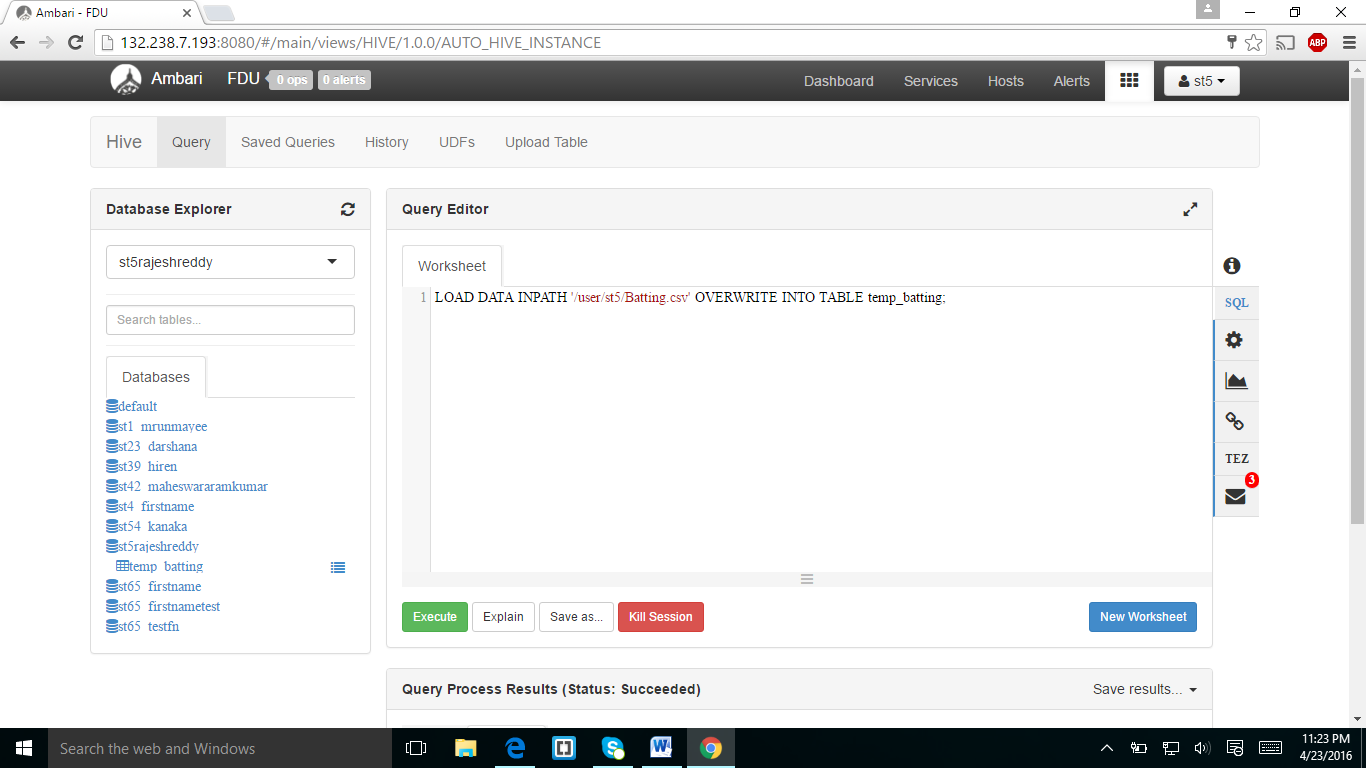 Ambari - FDU
132.238.7.193:8080/#/main/views/HIVE/1.0.0/AUTO_HIVE_INSTANCE
ABP
Ambari FDU 0 ops 0 alerts Dashboard Services Hosts Alerts st5
Hive Query Saved Queries History UDFs Upload Table
Database Explorer
st5rajeshreddy
Search tables...
Databases
default
st1_mrunmayee
st23_darshana
st39_hiren
st42_maheswararamkumar
st4_firstname
st54_kanaka
st5rajeshreddy
temp_batting
st65_firstname
st65_firstnametest
st65_testfn
Query Editor
Worksheet
1 LOAD DATA INPATH '/user/st5/Batting.csv' OVERWRITE INTO TABLE temp_batting;
SQL
TEZ
3
Execute Explain Save as... Kill Session New Worksheet
Query Process Results (Status: Succeeded) Save results...
Search the web and Windows
11:23 PM
4/23/2016